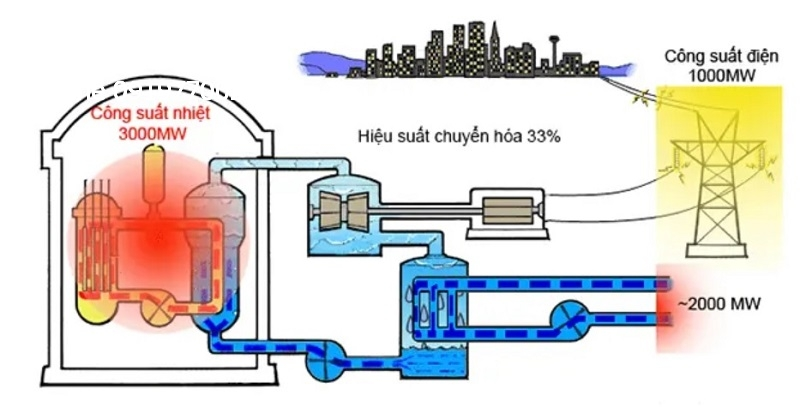 Công suất điện
1000MW
Công suất nhiệt
3000MW
Hiệu suất chuyển hóa 33%
~2000 MW